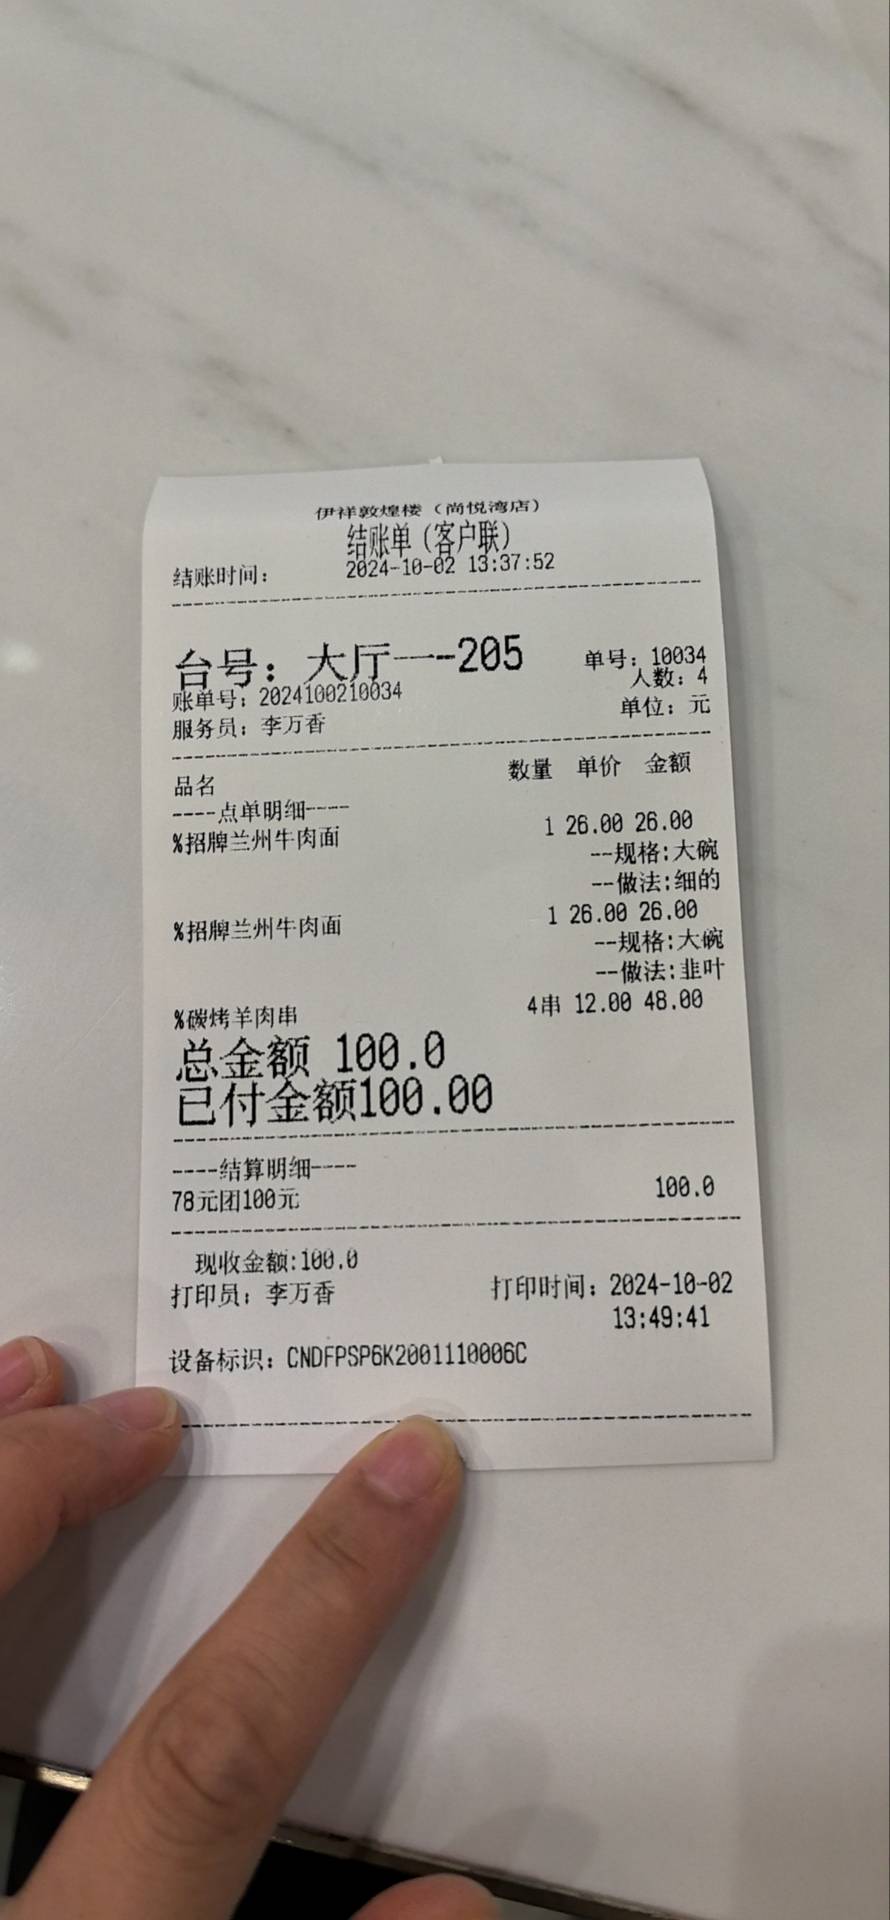 伊祥敦煌楼（尚悦湾店）
结账单（客户联）
结账时间： 2024-10-02 13:37:52
台号：大厅一-205 单号：10034
人数：4
账单号：2024100210034
服务员：李万香 单位：元
品名 数量 单价 金额
----点单明细----
%招牌兰州牛肉面 1 26.00 26.00
--规格:大碗
--做法:细的
%招牌兰州牛肉面 1 26.00 26.00
--规格:大碗
--做法:韭叶
%碳烤羊肉串 4串 12.00 48.00
总金额 100.0
已付金额100.00
----结算明细----
78元团100元 100.0
现收金额:100.0
打印员：李万香 打印时间：2024-10-02
13:49:41
设备标识：CNDFPSP6K2001110006C